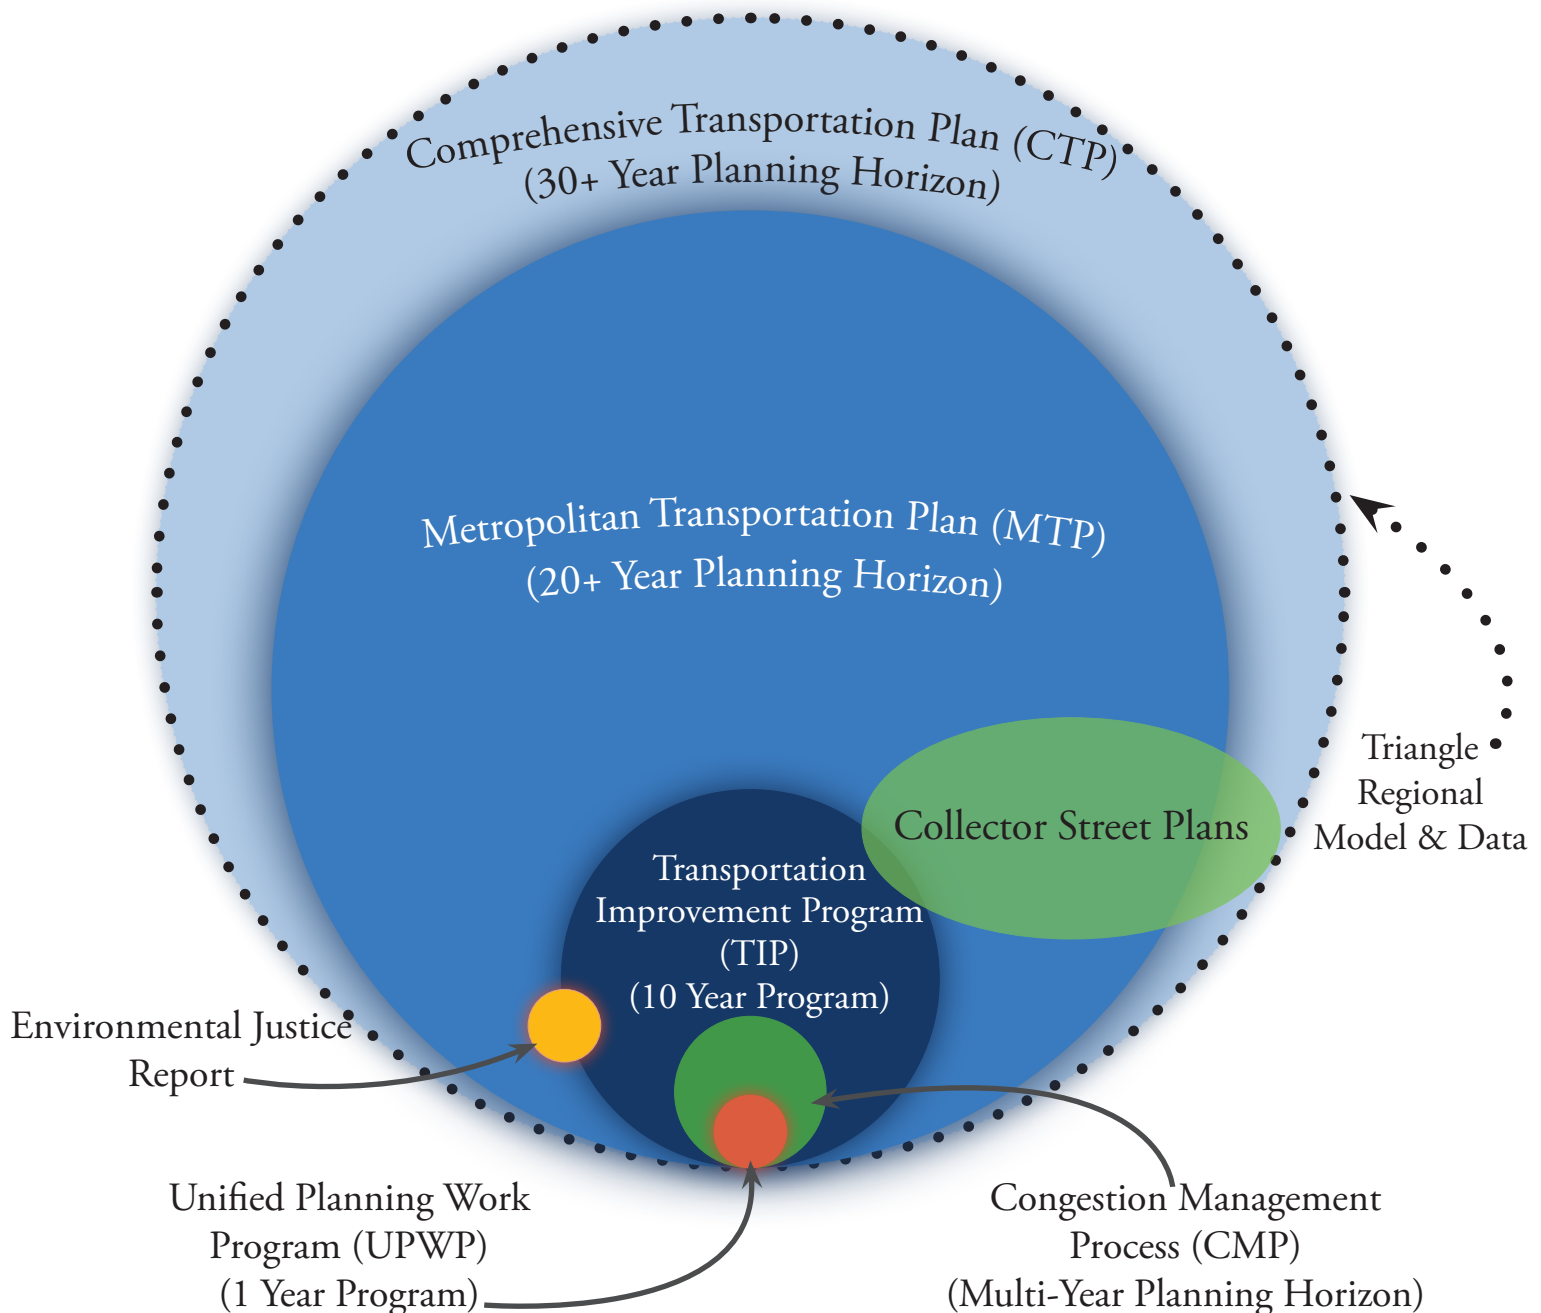 Comprehensive Transportation Plan (CTP)
(30+ Year Planning Horizon)
Metropolitan Transportation Plan (MTP)
(20+ Year Planning Horizon)
Triangle
Regional
Model & Data
Collector Street Plans
Transportation
Improvement Program
(TIP)
(10 Year Program)
Environmental Justice
Report
Unified Planning Work
Program (UPWP)
(1 Year Program)
Congestion Management
Process (CMP)
(Multi-Year Planning Horizon)